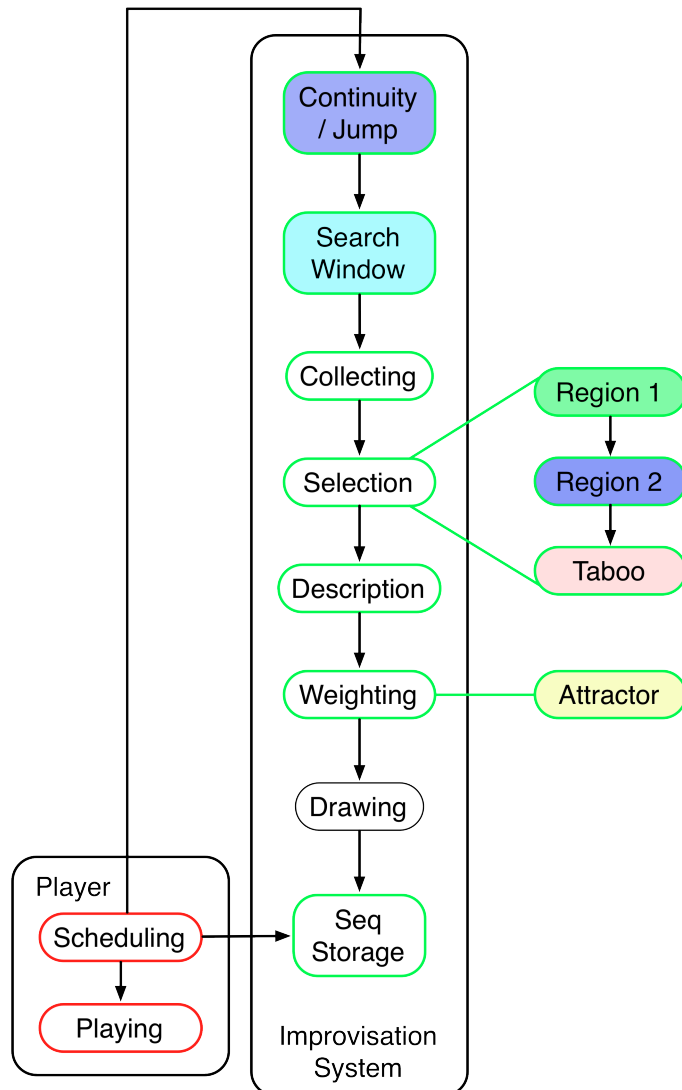 Continuity
/ Jump
Search
Window
Collecting
Selection
Description
Weighting
Drawing
Seq
Storage
Improvisation
System
Region 1
Region 2
Taboo
Attractor
Player
Scheduling
Playing